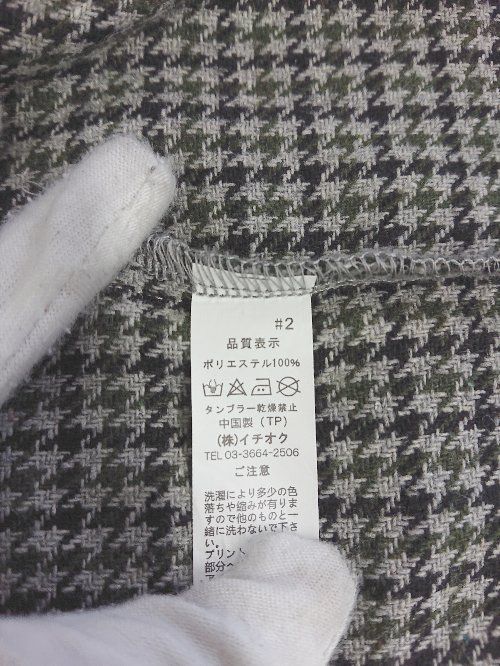 #2
品質表示
ポリエステル100%
タンブラー乾燥禁止
中国製（TP）
(株)イチオク
TEL 03-3664-2506
ご注意
洗濯により多少の色
落ちや縮みが有りま
すので他のものと一
緒に洗わないで下さ
い。
プリント
部分へ